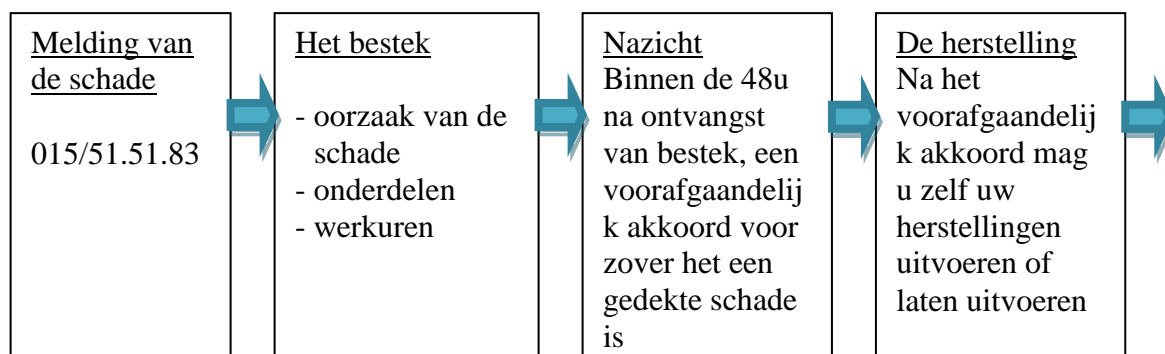 Melding van
de schade
015/51.51.83
Het bestek
- oorzaak van de
schade
- onderdelen
- werkuren
Nazicht
Binnen de 48u
na ontvangst
van bestek, een
voorafgaandelij
k akkoord voor
zover het een
gedekte schade
is
De herstelling
Na het
voorafgaandelij
k akkoord mag
u zelf uw
herstellingen
uitvoeren of
laten uitvoeren